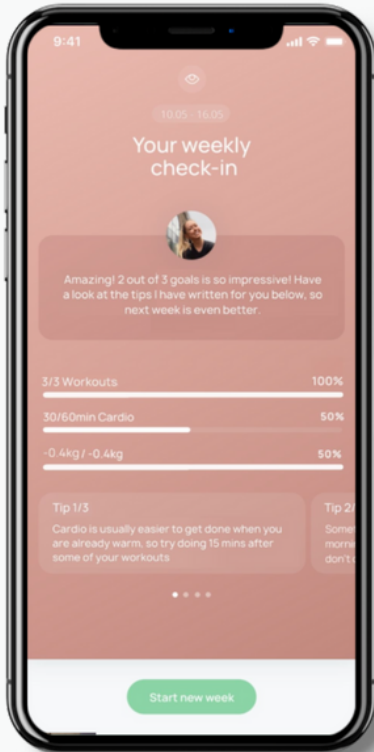 9:41
10.05 - 16.05
Your weekly
check-in
Amazing! 2 out of 3 goals is so impressive! Have
a look at the tips I have written for you below, so
next week is even better.
3/3 Workouts 100%
30/60min Cardio 50%
-0.4kg / -0.4kg 50%
Tip 1/3
Cardio is usually easier to get done when you
are already warm, so try doing 15 mins after
some of your workouts
Tip 2/
don't
Start new week